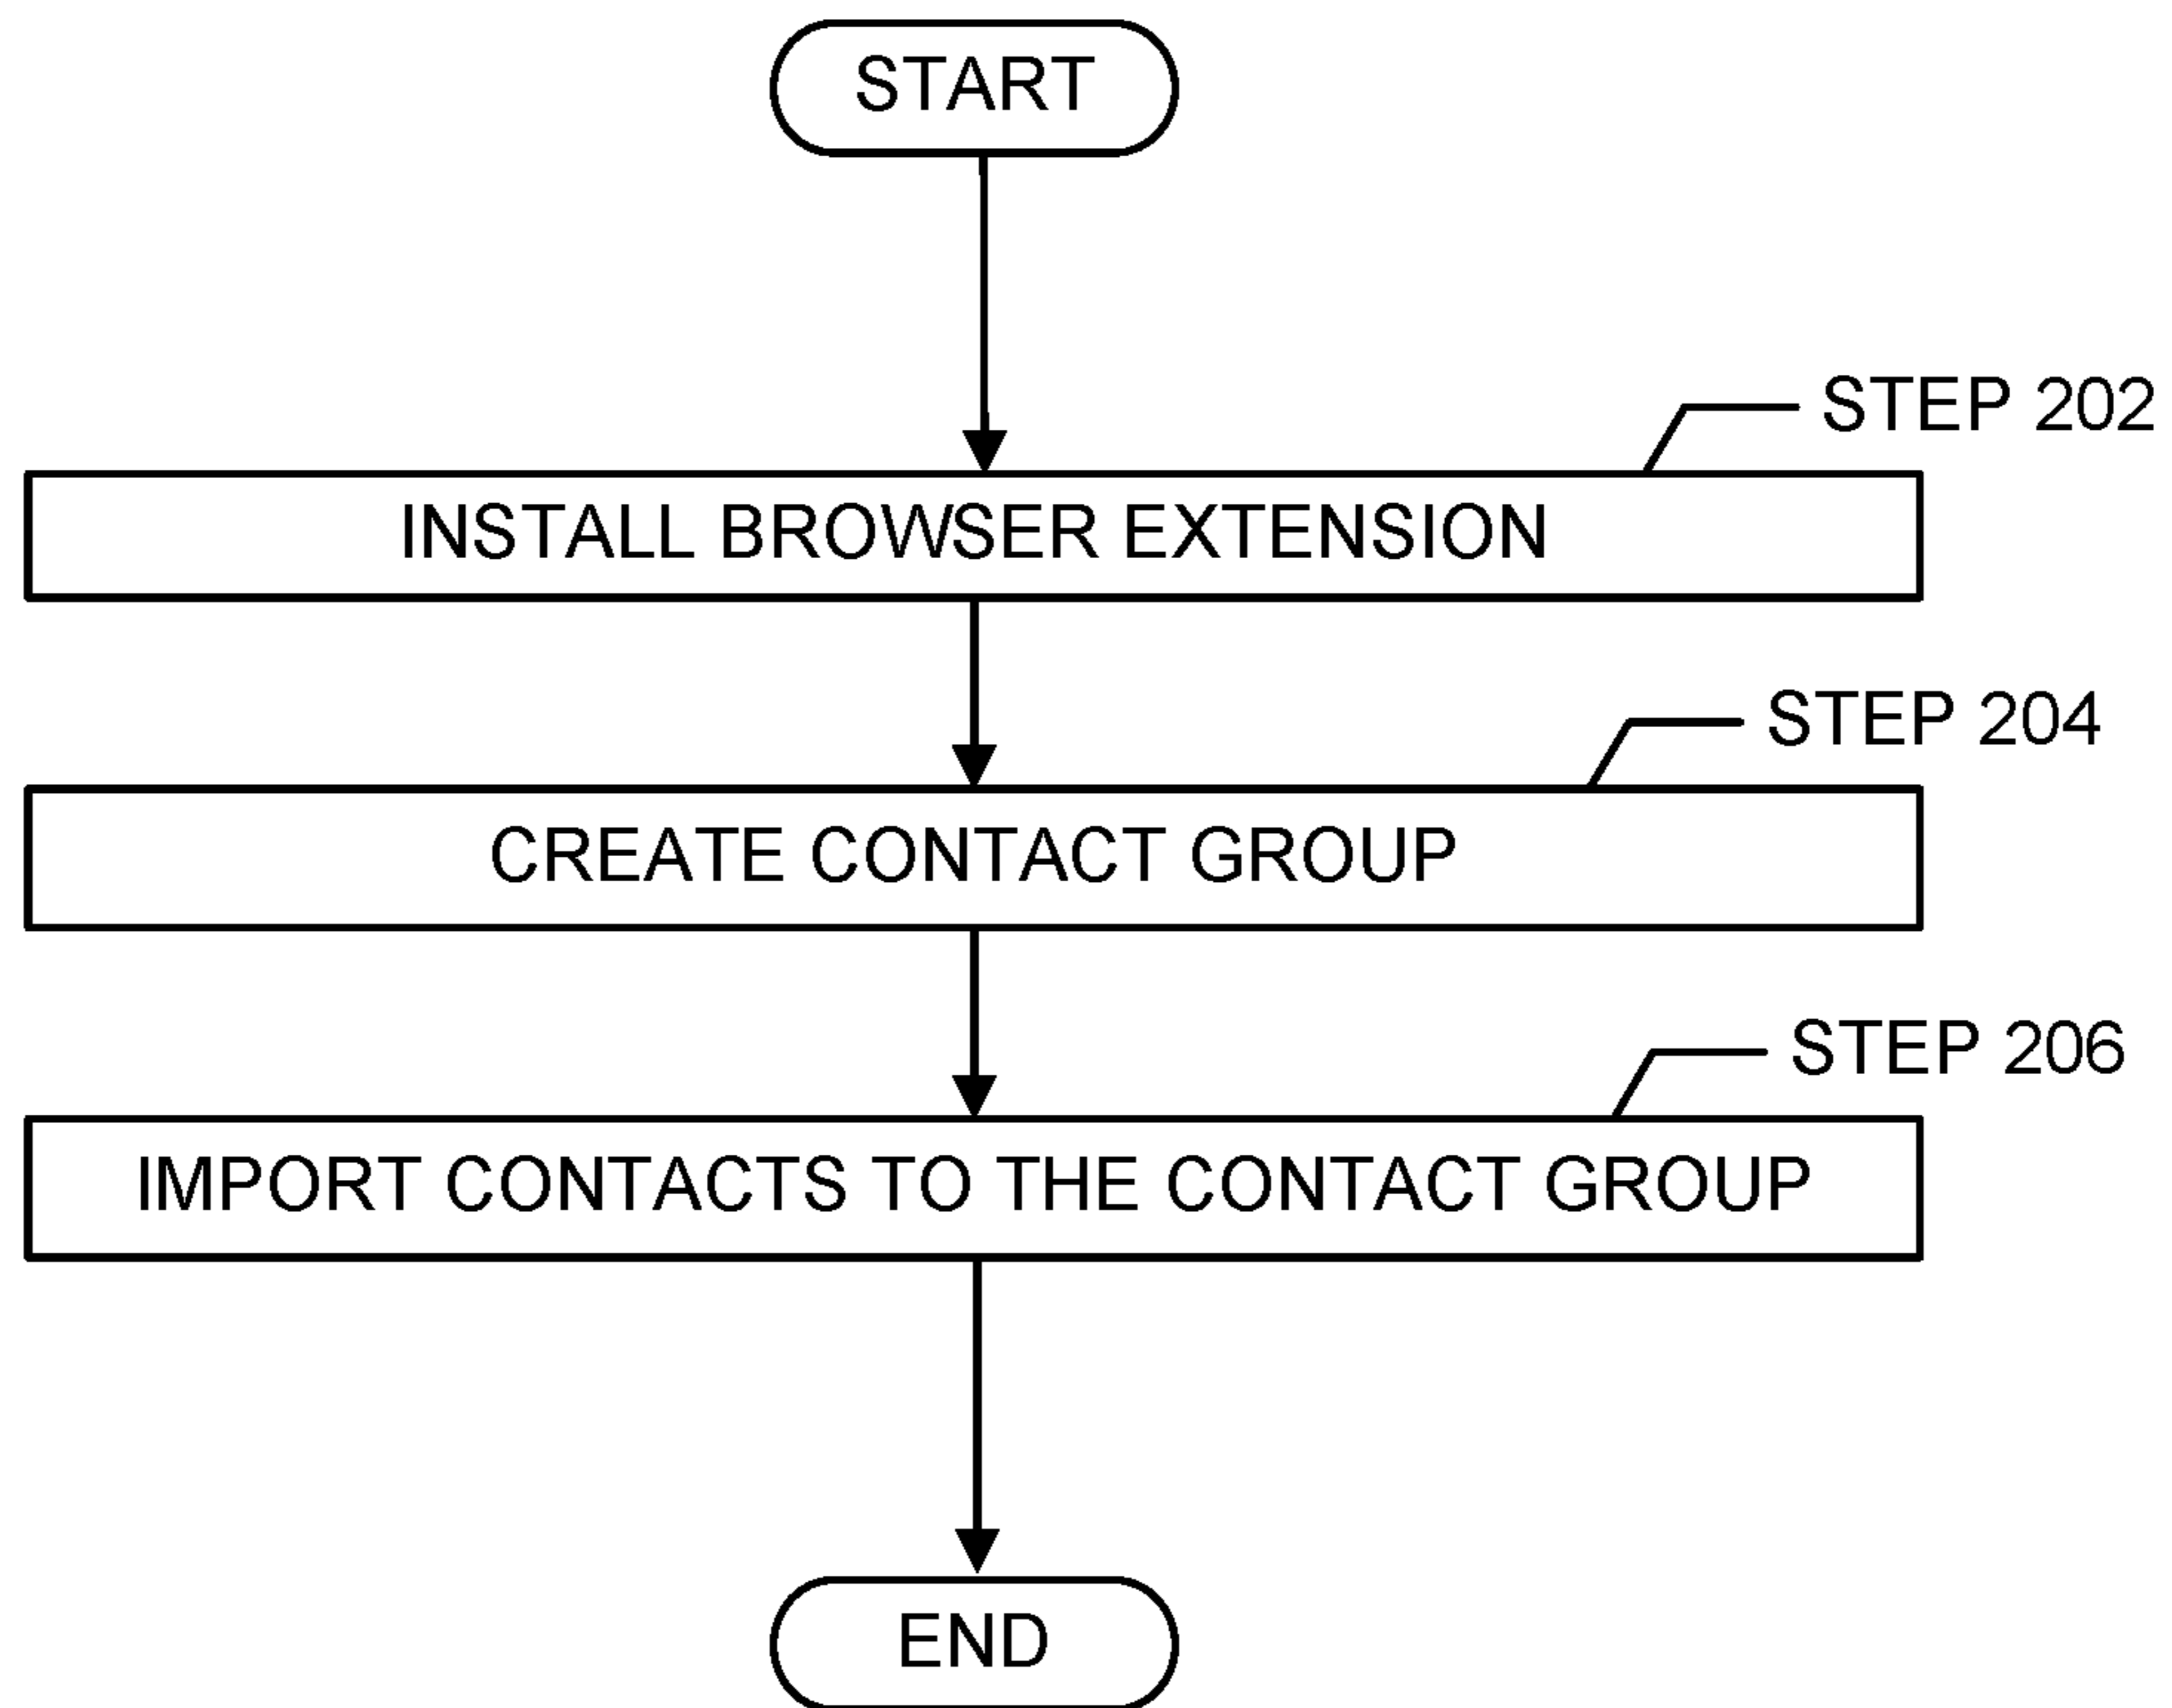 START
STEP 202
INSTALL BROWSER EXTENSION
STEP 204
CREATE CONTACT GROUP
STEP 206
IMPORT CONTACTS TO THE CONTACT GROUP
END